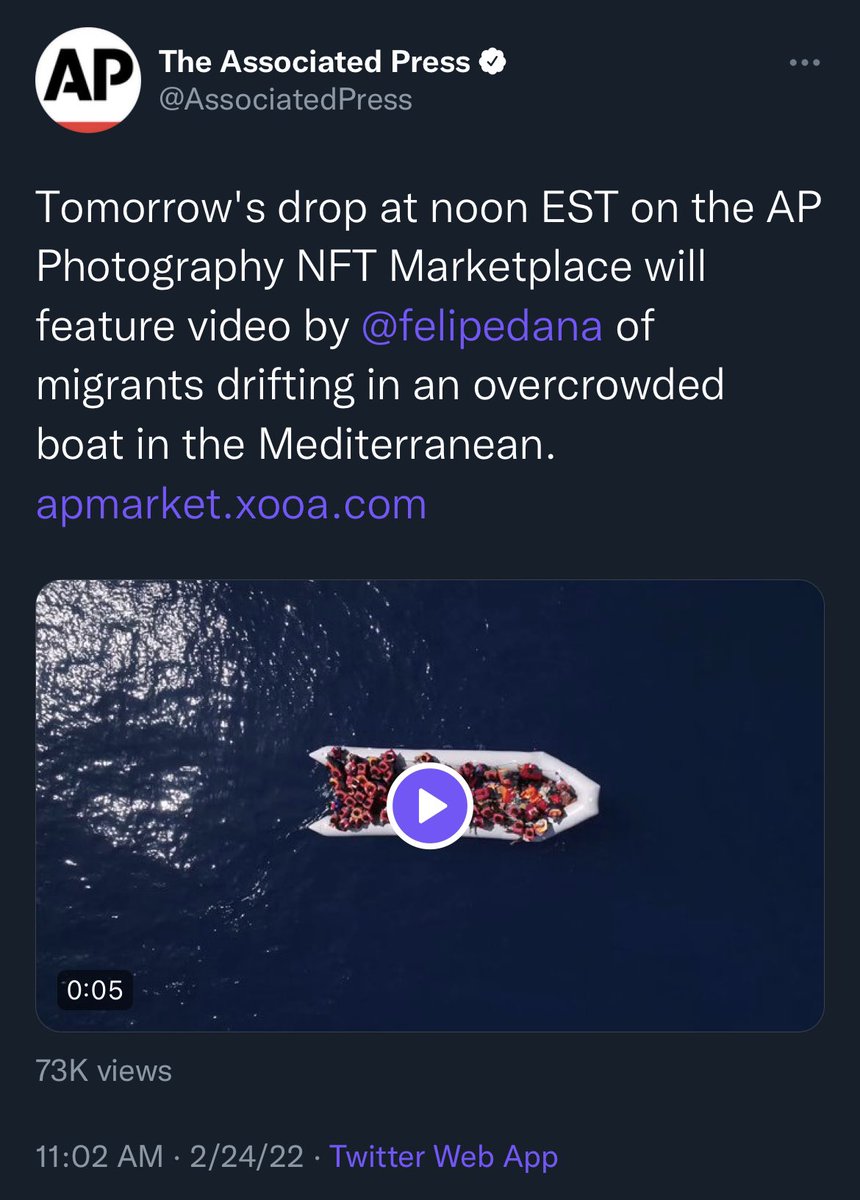 AP
The Associated Press
@AssociatedPress
Tomorrow's drop at noon EST on the AP
Photography NFT Marketplace will
feature video by @felipedana of
migrants drifting in an overcrowded
boat in the Mediterranean.
apmarket.xooa.com
0:05
73K views
11:02 AM · 2/24/22 · Twitter Web App